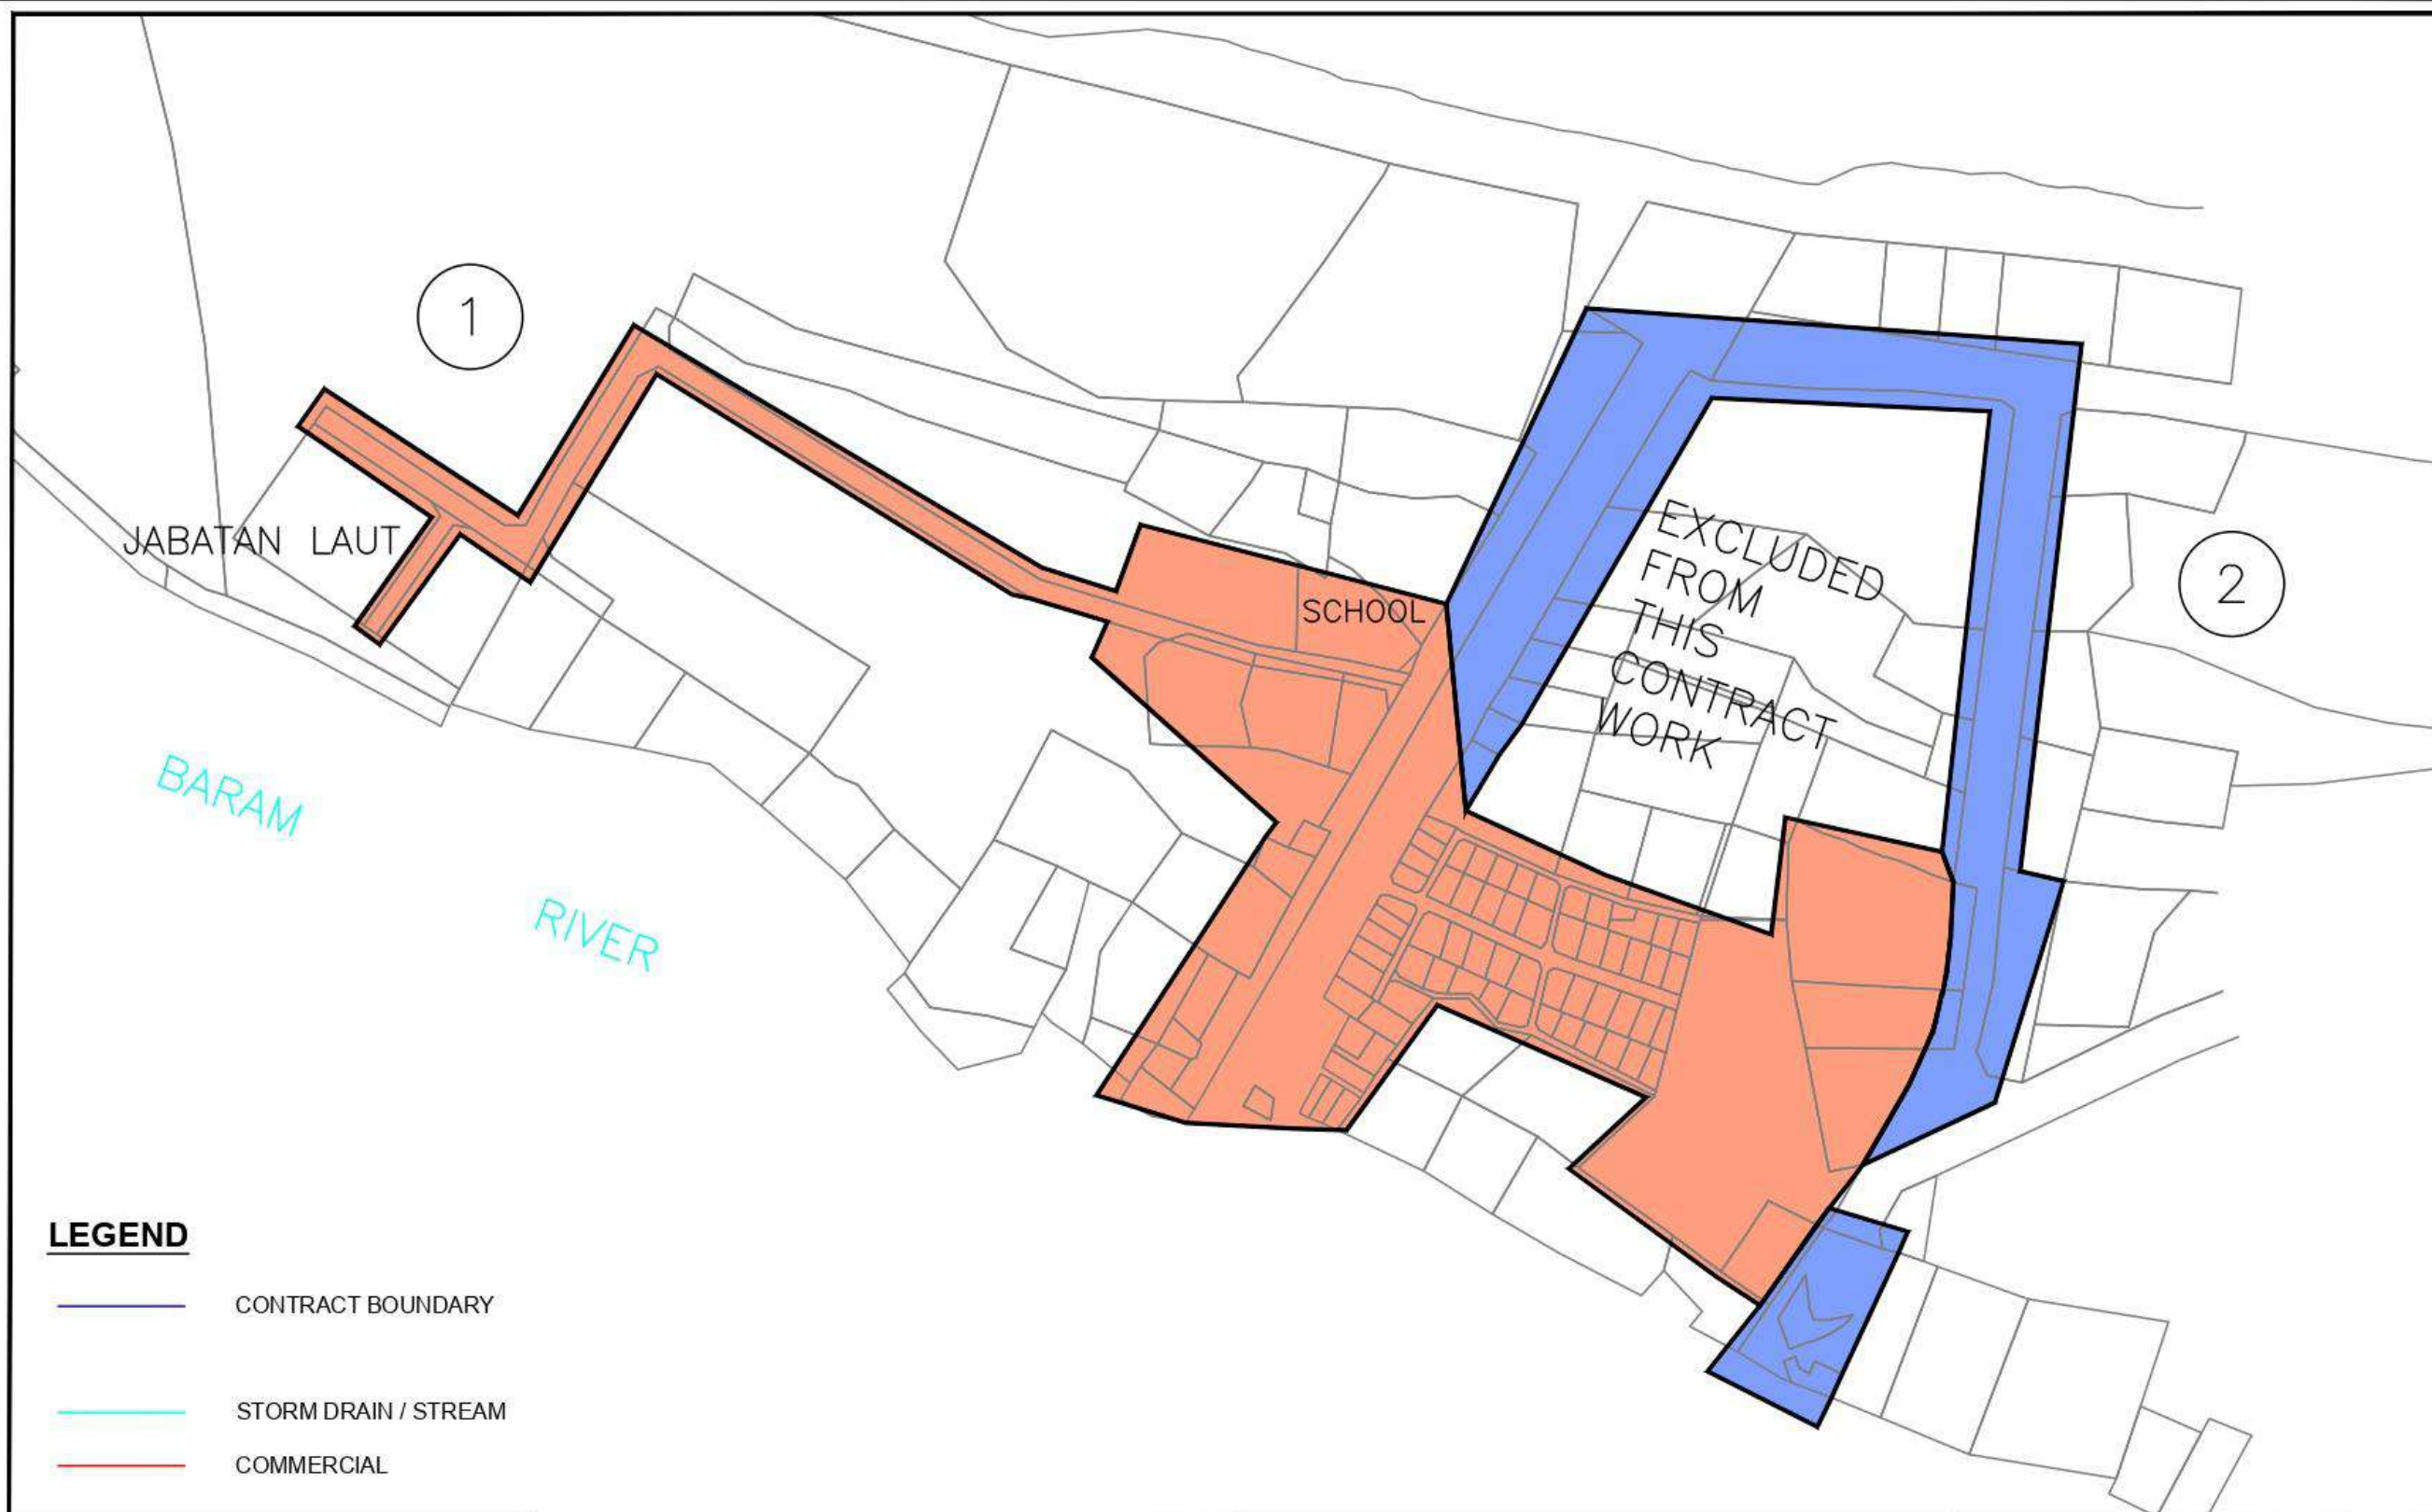 1
JABATAN LAUT
SCHOOL
EXCLUDED
FROM
THIS
CONTRACT
WORK
2
BARAM
RIVER
LEGEND
CONTRACT BOUNDARY
STORM DRAIN / STREAM
COMMERCIAL